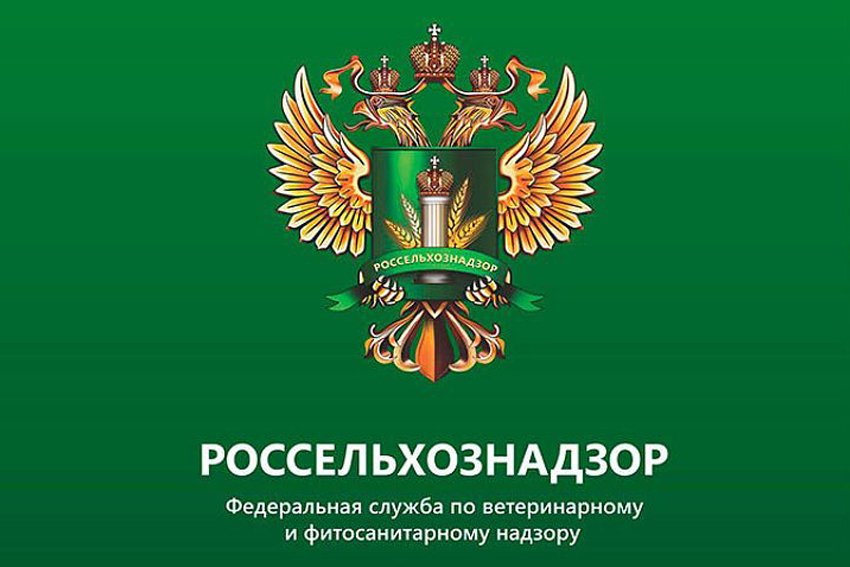 РОССЕЛЬХОЗНАДЗОР
РОССЕЛЬХОЗНАДЗОР
Федеральная служба по ветеринарному
и фитосанитарному надзору